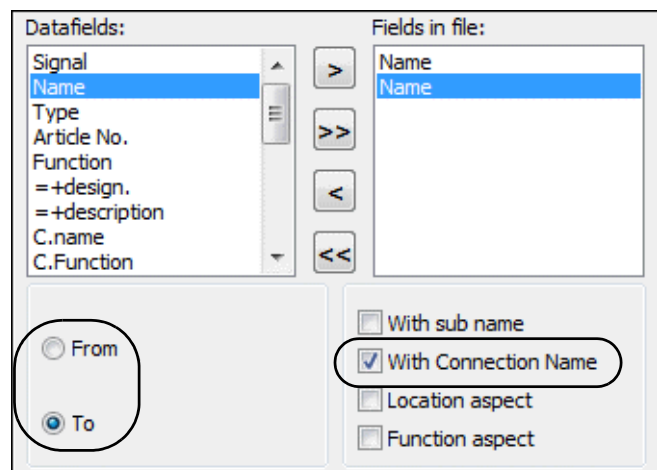 Datafields:
Signal
Name
Type
Article No.
Function
=+design.
=+description
C.name
C.Function
>
>>
<
<<
Fields in file:
Name
Name
From
To
With sub name
With Connection Name
Location aspect
Function aspect